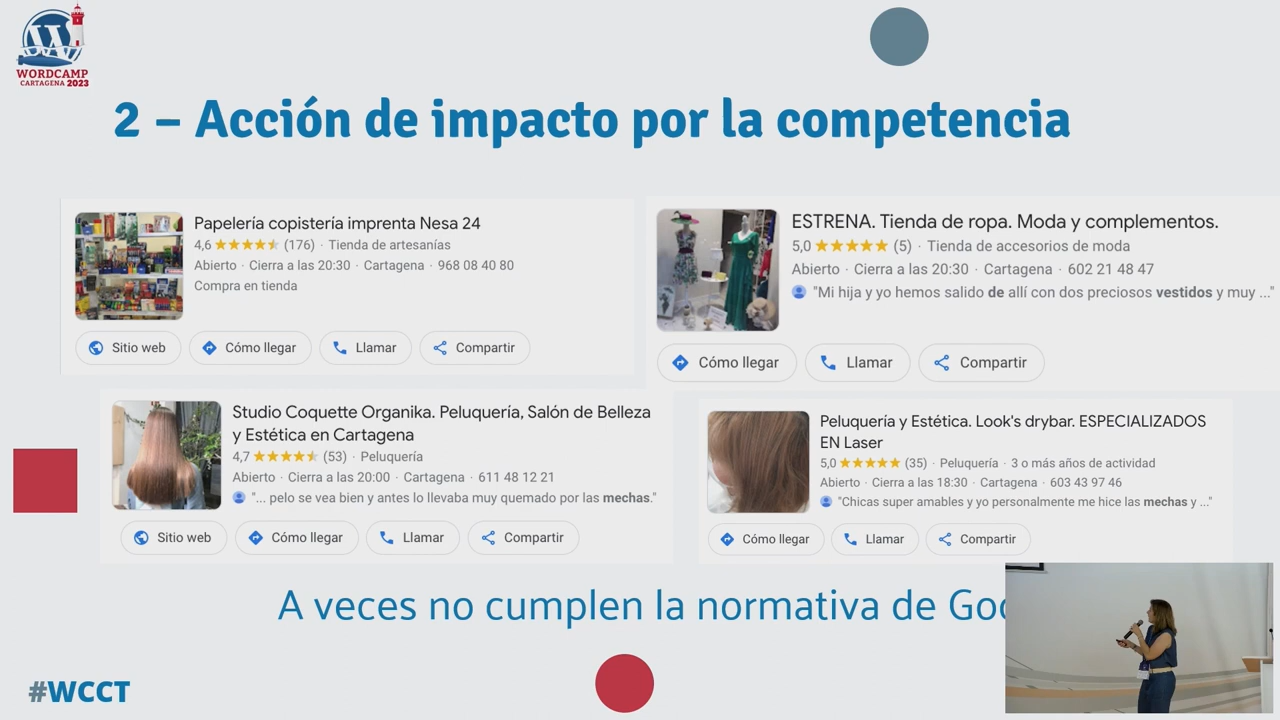 WORDCAMP
CARTAGENA 2023
2 – Acción de impacto por la competencia
Papelería copistería imprenta Nesa 24
4,6 (176) · Tienda de artesanías
Abierto · Cierra a las 20:30 · Cartagena · 968 08 40 80
Compra en tienda
Sitio web
Cómo llegar
Llamar
Compartir
ESTRENA. Tienda de ropa. Moda y complementos.
5,0 (5) · Tienda de accesorios de moda
Abierto · Cierra a las 20:30 · Cartagena · 602 21 48 47
"Mi hija y yo hemos salido de allí con dos preciosos vestidos y muy ..."
Cómo llegar
Llamar
Compartir
Studio Coquette Organika. Peluquería, Salón de Belleza
y Estética en Cartagena
4,7 (53) · Peluquería
Abierto · Cierra a las 20:00 · Cartagena · 611 48 12 21
"... pelo se vea bien y antes lo llevaba muy quemado por las mechas."
Sitio web
Cómo llegar
Llamar
Compartir
Peluquería y Estética. Look's drybar. ESPECIALIZADOS
EN Laser
5,0 (35) · Peluquería · 3 o más años de actividad
Abierto · Cierra a las 18:30 · Cartagena · 603 43 97 46
"Chicas super amables y yo personalmente me hice las mechas y ..."
Cómo llegar
Llamar
Compartir
A veces no cumplen la normativa de
#WCCT